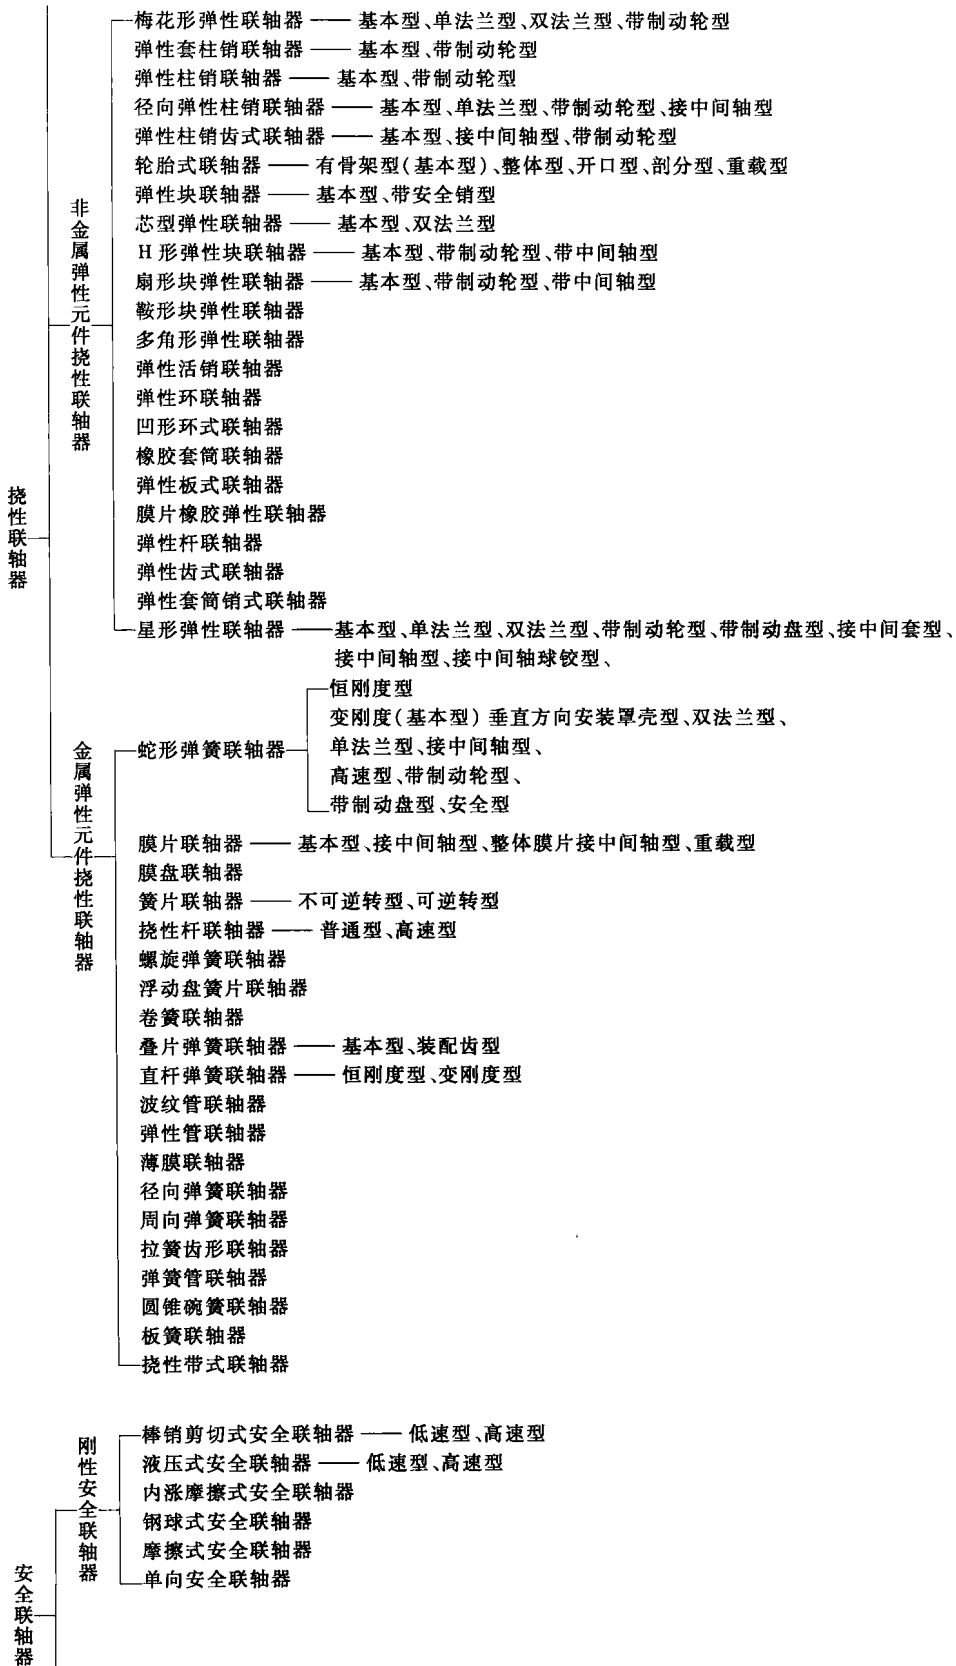 挠性联轴器
非金属弹性元件挠性联轴器
梅花形弹性联轴器 —— 基本型、单法兰型、双法兰型、带制动轮型
弹性套柱销联轴器 —— 基本型、带制动轮型
弹性柱销联轴器 —— 基本型、带制动轮型
径向弹性柱销联轴器 —— 基本型、单法兰型、带制动轮型、接中间轴型
弹性柱销齿式联轴器 —— 基本型、接中间轴型、带制动轮型
轮胎式联轴器 —— 有骨架型(基本型)、整体型、开口型、剖分型、重载型
弹性块联轴器 —— 基本型、带安全销型
芯型弹性联轴器 —— 基本型、双法兰型
H 形弹性块联轴器 —— 基本型、带制动轮型、带中间轴型
扇形块弹性联轴器 —— 基本型、带制动轮型、带中间轴型
鞍形块弹性联轴器
多角形弹性联轴器
弹性活销联轴器
弹性环联轴器
凹形环式联轴器
橡胶套筒联轴器
弹性板式联轴器
膜片橡胶弹性联轴器
弹性杆联轴器
弹性齿式联轴器
弹性套筒销式联轴器
星形弹性联轴器 —— 基本型、单法兰型、双法兰型、带制动轮型、带制动盘型、接中间套型、
接中间轴型、接中间轴球铰型、
金属弹性元件挠性联轴器
蛇形弹簧联轴器
恒刚度型
变刚度(基本型) 垂直方向安装罩壳型、双法兰型、
单法兰型、接中间轴型、
高速型、带制动轮型、
带制动盘型、安全型
膜片联轴器 —— 基本型、接中间轴型、整体膜片接中间轴型、重载型
膜盘联轴器
簧片联轴器 —— 不可逆转型、可逆转型
挠性杆联轴器 —— 普通型、高速型
螺旋弹簧联轴器
浮动盘簧片联轴器
卷簧联轴器
叠片弹簧联轴器 —— 基本型、装配齿型
直杆弹簧联轴器 —— 恒刚度型、变刚度型
波纹管联轴器
弹性管联轴器
薄膜联轴器
径向弹簧联轴器
周向弹簧联轴器
拉簧齿形联轴器
弹簧管联轴器
圆锥碗簧联轴器
板簧联轴器
挠性带式联轴器
安全联轴器
刚性安全联轴器
棒销剪切式安全联轴器 —— 低速型、高速型
液压式安全联轴器 —— 低速型、高速型
内涨摩擦式安全联轴器
钢球式安全联轴器
摩擦式安全联轴器
单向安全联轴器